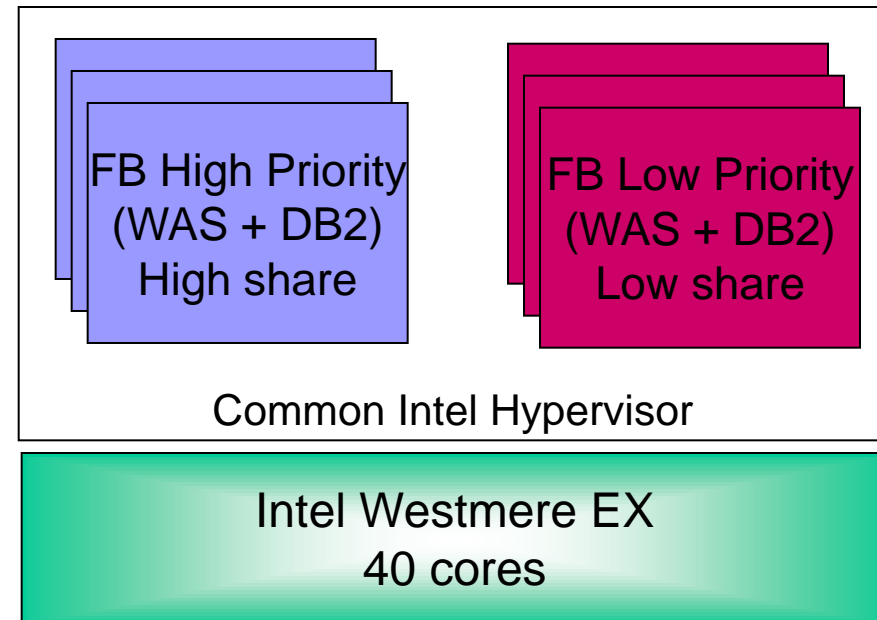 FB High Priority
(WAS + DB2)
High share
FB Low Priority
(WAS + DB2)
Low share
Common Intel Hypervisor
Intel Westmere EX
40 cores